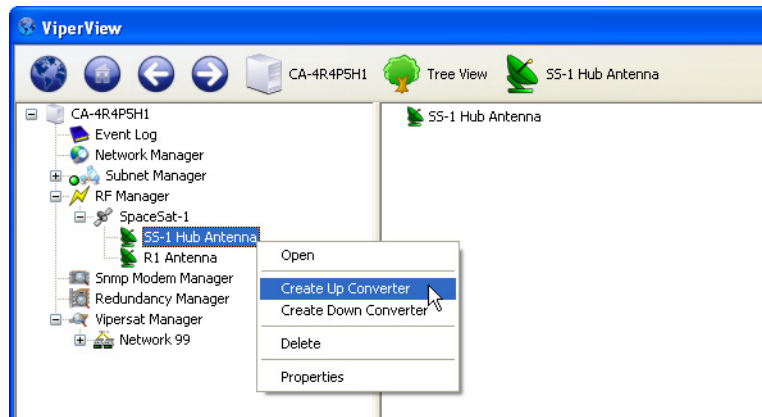 ViperView
CA-4R4P5H1 Tree View SS-1 Hub Antenna
CA-4R4P5H1
Event Log
Network Manager
Subnet Manager
RF Manager
SpaceSat-1
SS-1 Hub Antenna
R1 Antenna
Snmp Modem Manager
Redundancy Manager
Vipersat Manager
Network 99
SS-1 Hub Antenna
Open
Create Up Converter
Create Down Converter
Delete
Properties